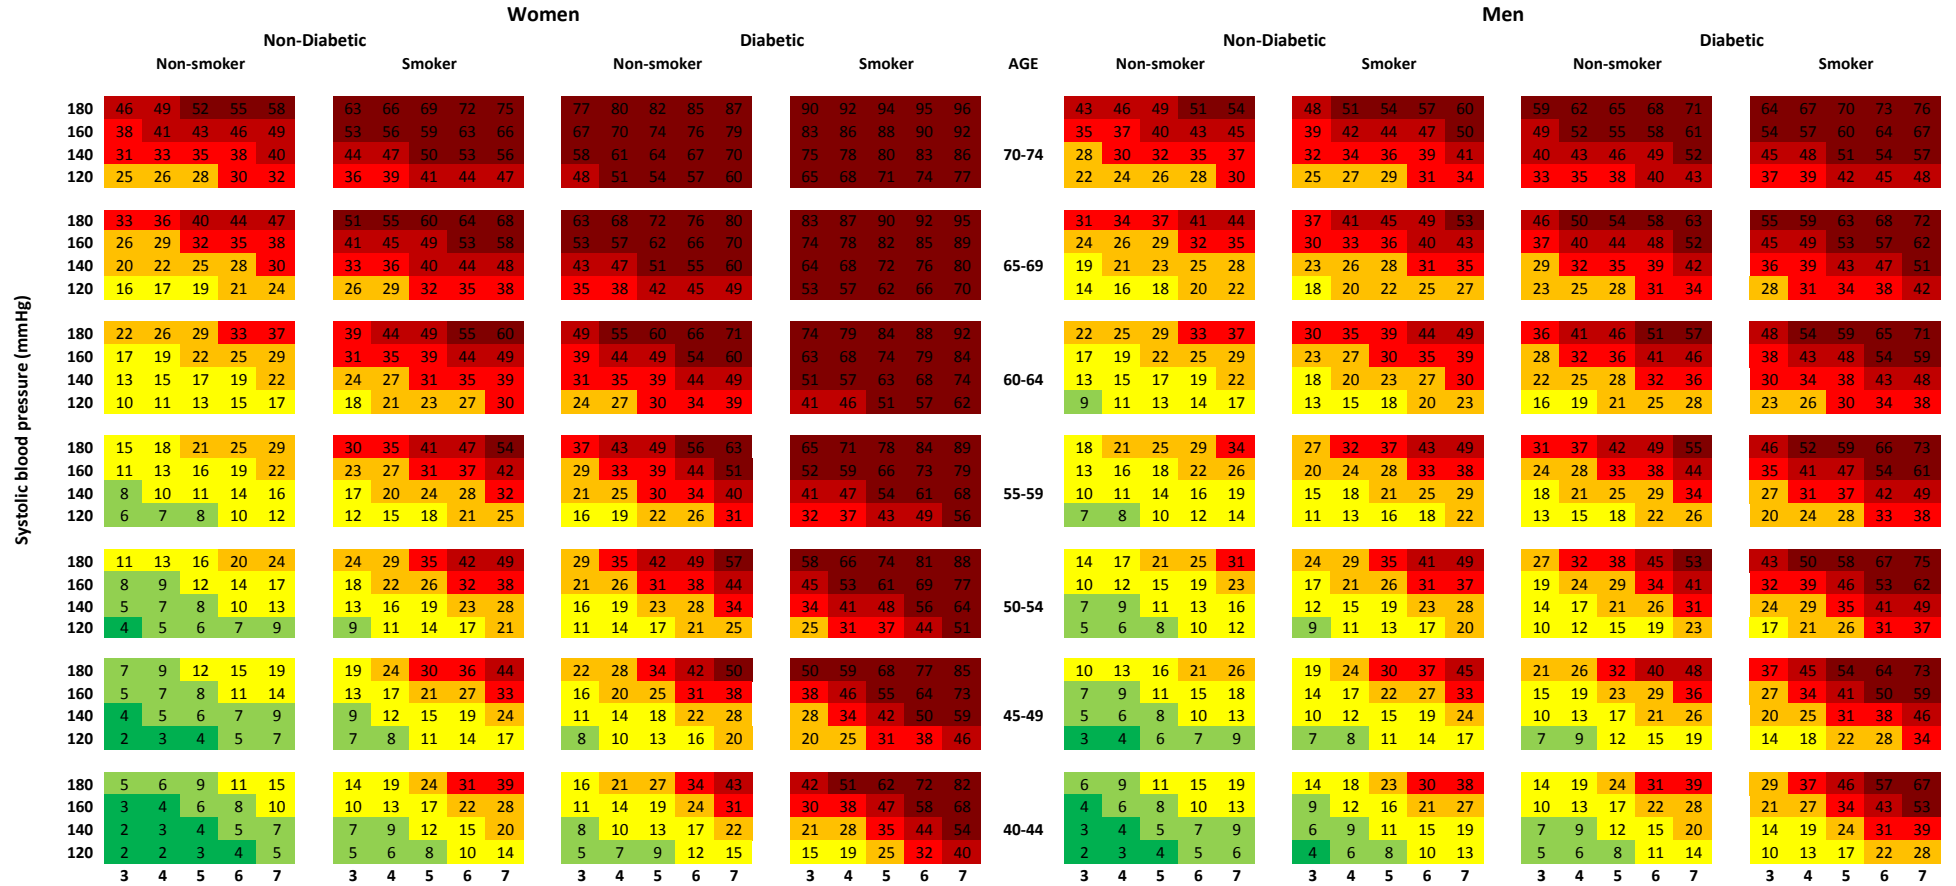 Women Men
Non-Diabetic Diabetic Non-Diabetic Diabetic
Non-smoker Smoker Non-smoker Smoker AGE Non-smoker Smoker Non-smoker Smoker
Systolic blood pressure (mmHg)
180 46 49 52 55 58 63 66 69 72 75 77 80 82 85 87 90 92 94 95 96 43 46 49 51 54 48 51 54 57 60 59 62 65 68 71 64 67 70 73 76
160 38 41 43 46 49 53 56 59 63 66 67 70 74 76 79 83 86 88 90 92 35 37 40 43 45 39 42 44 47 50 49 52 55 58 61 54 57 60 64 67
140 31 33 35 38 40 44 47 50 53 56 58 61 64 67 70 75 78 80 83 86 70-74 28 30 32 35 37 32 34 36 39 41 40 43 46 49 52 45 48 51 54 57
120 25 26 28 30 32 36 39 41 44 47 48 51 54 57 60 65 68 71 74 77 22 24 26 28 30 25 27 29 31 34 33 35 38 40 43 37 39 42 45 48
180 33 36 40 44 47 51 55 60 64 68 63 68 72 76 80 83 87 90 92 95 31 34 37 41 44 37 41 45 49 53 46 50 54 58 63 55 59 63 68 72
160 26 29 32 35 38 41 45 49 53 58 53 57 62 66 70 74 78 82 85 89 24 26 29 32 35 30 33 36 40 43 37 40 44 48 52 45 49 53 57 62
140 20 22 25 28 30 33 36 40 44 48 43 47 51 55 60 64 68 72 76 80 65-69 19 21 23 25 28 23 26 28 31 35 29 32 35 39 42 36 39 43 47 51
120 16 17 19 21 24 26 29 32 35 38 35 38 42 45 49 53 57 62 66 70 14 16 18 20 22 18 20 22 25 27 23 25 28 31 34 28 31 34 38 42
180 22 26 29 33 37 39 44 49 55 60 49 55 60 66 71 74 79 84 88 92 22 25 29 33 37 30 35 39 44 49 36 41 46 51 57 48 54 59 65 71
160 17 19 22 25 29 31 35 39 44 49 39 44 49 54 60 63 68 74 79 84 17 19 22 25 29 23 27 30 35 39 28 32 36 41 46 38 43 48 54 59
140 13 15 17 19 22 24 27 31 35 39 31 35 39 44 49 51 57 63 68 74 60-64 13 15 17 19 22 18 20 23 27 30 22 25 28 32 36 30 34 38 43 48
120 10 11 13 15 17 18 21 23 27 30 24 27 30 34 39 41 46 51 57 62 9 11 13 14 17 13 15 18 20 23 16 19 21 25 28 23 26 30 34 38
180 15 18 21 25 29 30 35 41 47 54 37 43 49 56 63 65 71 78 84 89 18 21 25 29 34 27 32 37 43 49 31 37 42 49 55 46 52 59 66 73
160 11 13 16 19 22 23 27 31 37 42 29 33 39 44 51 52 59 66 73 79 13 16 18 22 26 20 24 28 33 38 24 28 33 38 44 35 41 47 54 61
140 8 10 11 14 16 17 20 24 28 32 21 25 30 34 40 41 47 54 61 68 55-59 10 11 14 16 19 15 18 21 25 29 18 21 25 29 34 27 31 37 42 49
120 6 7 8 10 12 12 15 18 21 25 16 19 22 26 31 32 37 43 49 56 7 8 10 12 14 11 13 16 18 22 13 15 18 22 26 20 24 28 33 38
180 11 13 16 20 24 24 29 35 42 49 29 35 42 49 57 58 66 74 81 88 14 17 21 25 31 24 29 35 41 49 27 32 38 45 53 43 50 58 67 75
160 8 9 12 14 17 18 22 26 32 38 21 26 31 38 44 45 53 61 69 77 10 12 15 19 23 17 21 26 31 37 19 24 29 34 41 32 39 46 53 62
140 5 7 8 10 13 13 16 19 23 28 16 19 23 28 34 34 41 48 56 64 50-54 7 9 11 13 16 12 15 19 23 28 14 17 21 26 31 24 29 35 41 49
120 4 5 6 7 9 9 11 14 17 21 11 14 17 21 25 25 31 37 44 51 5 6 8 10 12 9 11 13 17 20 10 12 15 19 23 17 21 26 31 37
180 7 9 12 15 19 19 24 30 36 44 22 28 34 42 50 50 59 68 77 85 10 13 16 21 26 19 24 30 37 45 21 26 32 40 48 37 45 54 64 73
160 5 7 8 11 14 13 17 21 27 33 16 20 25 31 38 38 46 55 64 73 7 9 11 15 18 14 17 22 27 33 15 19 23 29 36 27 34 41 50 59
140 4 5 6 7 9 9 12 15 19 24 11 14 18 22 28 28 34 42 50 59 45-49 5 6 8 10 13 10 12 15 19 24 10 13 17 21 26 20 25 31 38 46
120 2 3 4 5 7 7 8 11 14 17 8 10 13 16 20 20 25 31 38 46 3 4 6 7 9 7 8 11 14 17 7 9 12 15 19 14 18 22 28 34
180 5 6 9 11 15 14 19 24 31 39 16 21 27 34 43 42 51 62 72 82 6 9 11 15 19 14 18 23 30 38 14 19 24 31 39 29 37 46 57 67
160 3 4 6 8 10 10 13 17 22 28 11 14 19 24 31 30 38 47 58 68 4 6 8 10 13 9 12 16 21 27 10 13 17 22 28 21 27 34 43 53
140 2 3 4 5 7 7 9 12 15 20 8 10 13 17 22 21 28 35 44 54 40-44 3 4 5 7 9 6 9 11 15 19 7 9 12 15 20 14 19 24 31 39
120 2 2 3 4 5 5 6 8 10 14 5 7 9 12 15 15 19 25 32 40 2 3 4 5 6 4 6 8 10 13 5 6 8 11 14 10 13 17 22 28
3 4 5 6 7 3 4 5 6 7 3 4 5 6 7 3 4 5 6 7 3 4 5 6 7 3 4 5 6 7 3 4 5 6 7 3 4 5 6 7